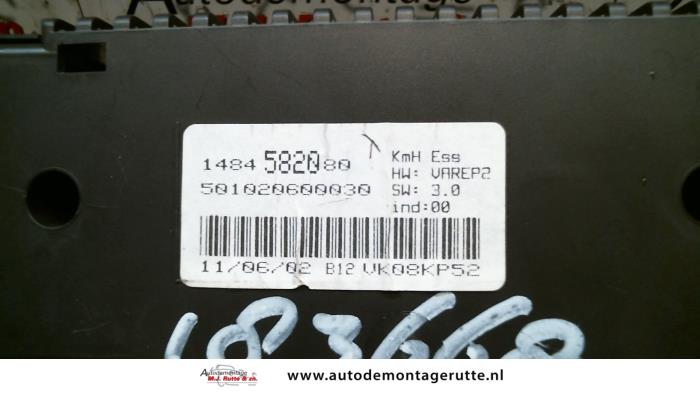 Autodemontage
1484 5820 80
501020600030
KmH Ess
HW: VAREP2
SW: 3.0
ind:00
11/06/02 B12 VK08KP52
183668
Autodemontage
M.J. Rutte & zn.
www.autodemontagerutte.nl